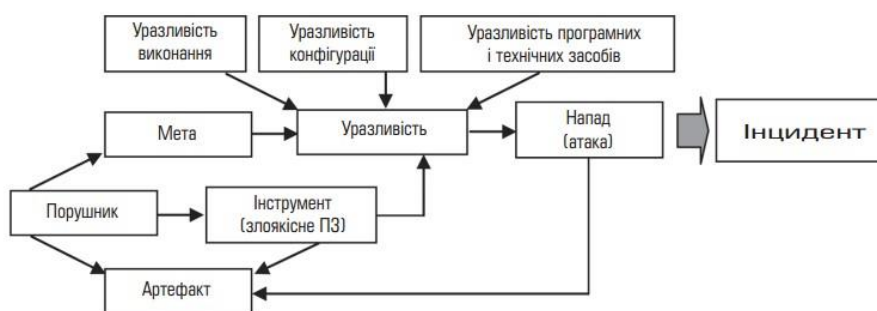 Уразливість
виконання
Уразливість
конфігурації
Уразливість програмних
і технічних засобів
Мета
Уразливість
Напад
(атака)
Інцидент
Порушник
Інструмент
(злоякісне ПЗ)
Артефакт